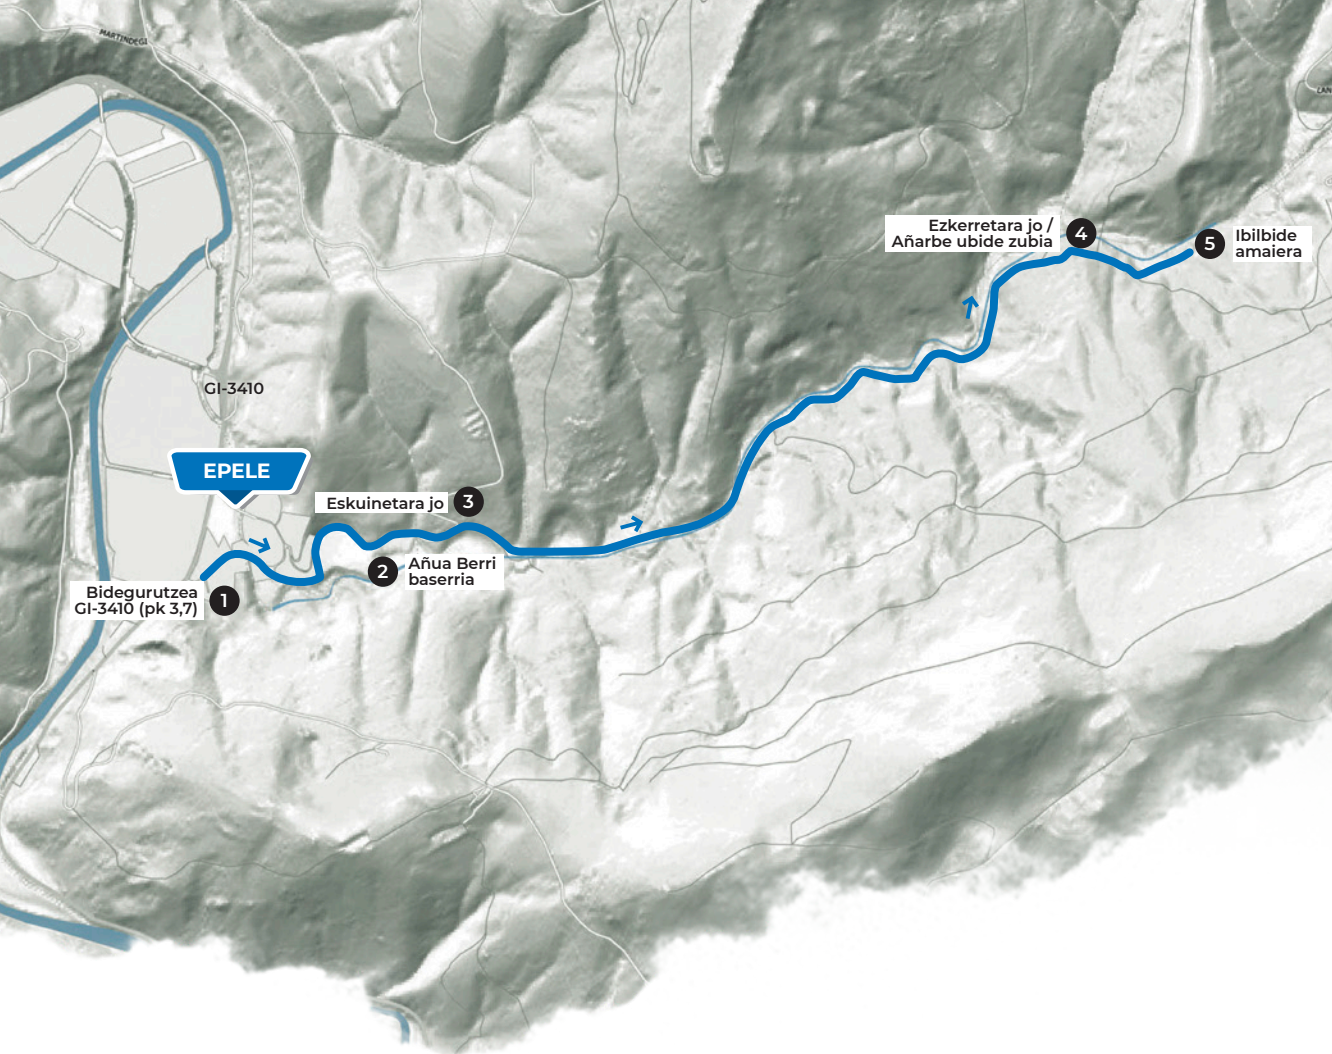 MARTINDEGI
LAN
Ezkerretara jo /
Añarbe ubide zubia
4
5
Ibilbide
amaiera
GI-3410
EPELE
Eskuinetara jo
3
2
Añua Berri
baserria
Bidegurutzea
GI-3410 (pk 3,7)
1